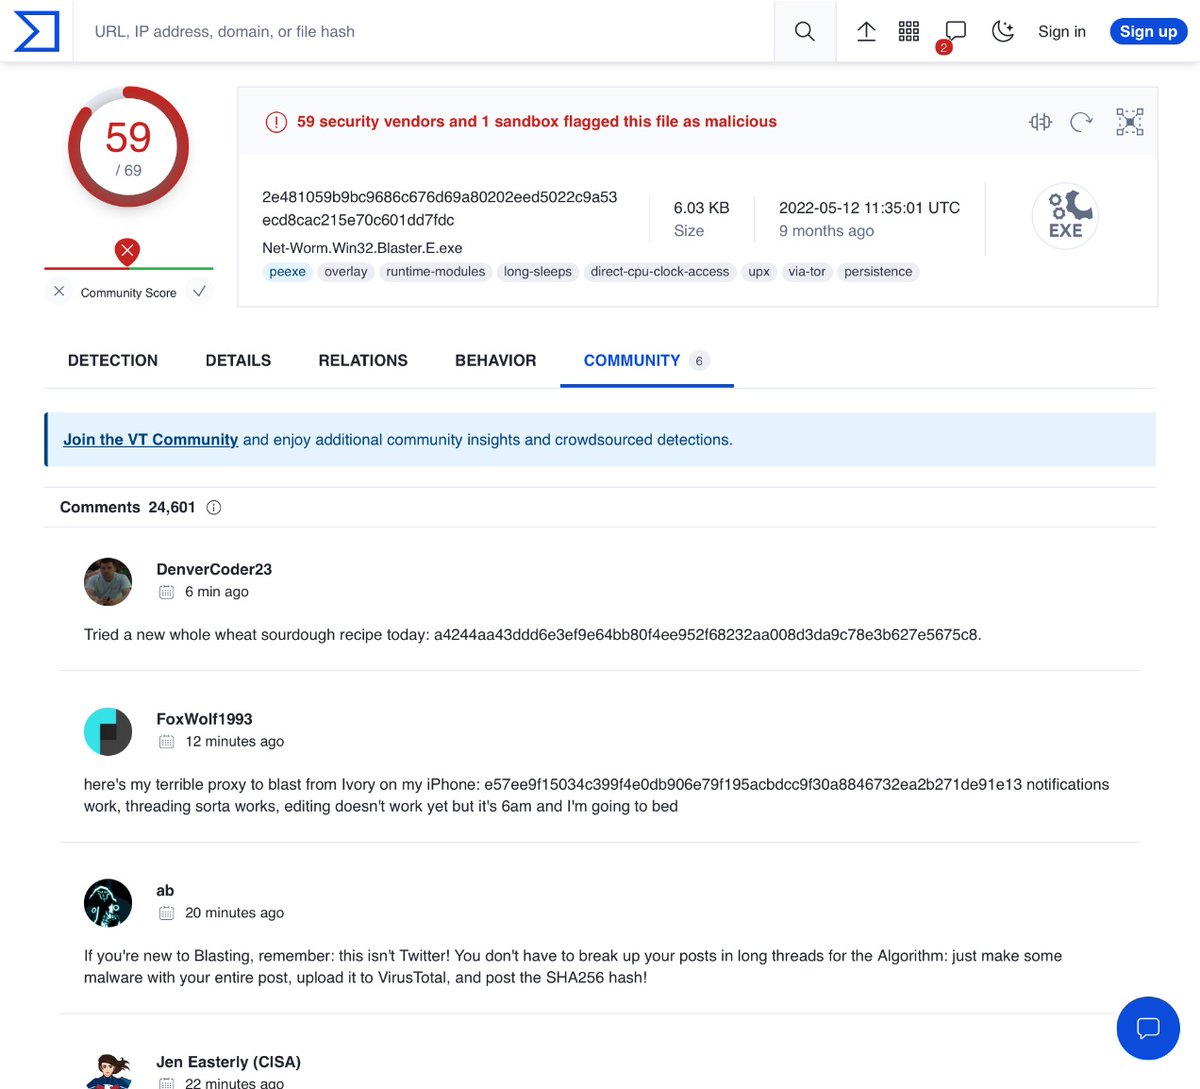 URL, IP address, domain, or file hash
2
Sign in
Sign up
59
/ 69
59 security vendors and 1 sandbox flagged this file as malicious
2e481059b9bc9686c676d69a80202eed5022c9a53
ecd8cac215e70c601dd7fdc
Net-Worm.Win32.Blaster.E.exe
6.03 KB
Size
2022-05-12 11:35:01 UTC
9 months ago
EXE
peexe overlay runtime-modules long-sleeps direct-cpu-clock-access upx via-tor persistence
Community Score
DETECTION DETAILS RELATIONS BEHAVIOR COMMUNITY 6
Join the VT Community and enjoy additional community insights and crowdsourced detections.
Comments 24,601
DenverCoder23
6 min ago
Tried a new whole wheat sourdough recipe today: a4244aa43ddd6e3ef9e64bb80f4ee952f68232aa008d3da9c78e3b627e5675c8.
FoxWolf1993
12 minutes ago
here's my terrible proxy to blast from Ivory on my iPhone: e57ee9f15034c399f4e0db906e79f195acbdcc9f30a8846732ea2b271de91e13 notifications
work, threading sorta works, editing doesn't work yet but it's 6am and I'm going to bed
ab
20 minutes ago
If you're new to Blasting, remember: this isn't Twitter! You don't have to break up your posts in long threads for the Algorithm: just make some
malware with your entire post, upload it to VirusTotal, and post the SHA256 hash!
Jen Easterly (CISA)
22 minutes ago